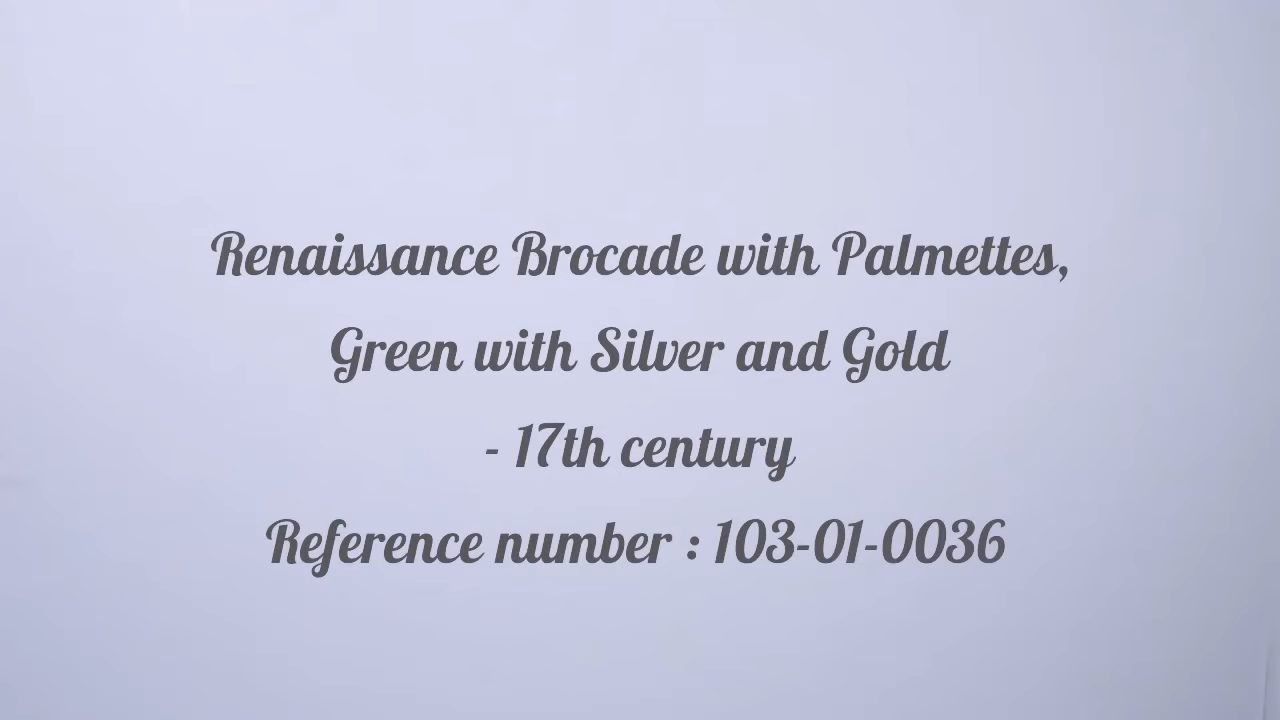 Renaissance Brocade with Palmettes,
Green with Silver and Gold
- 17th century
Reference number : 103-01-0036